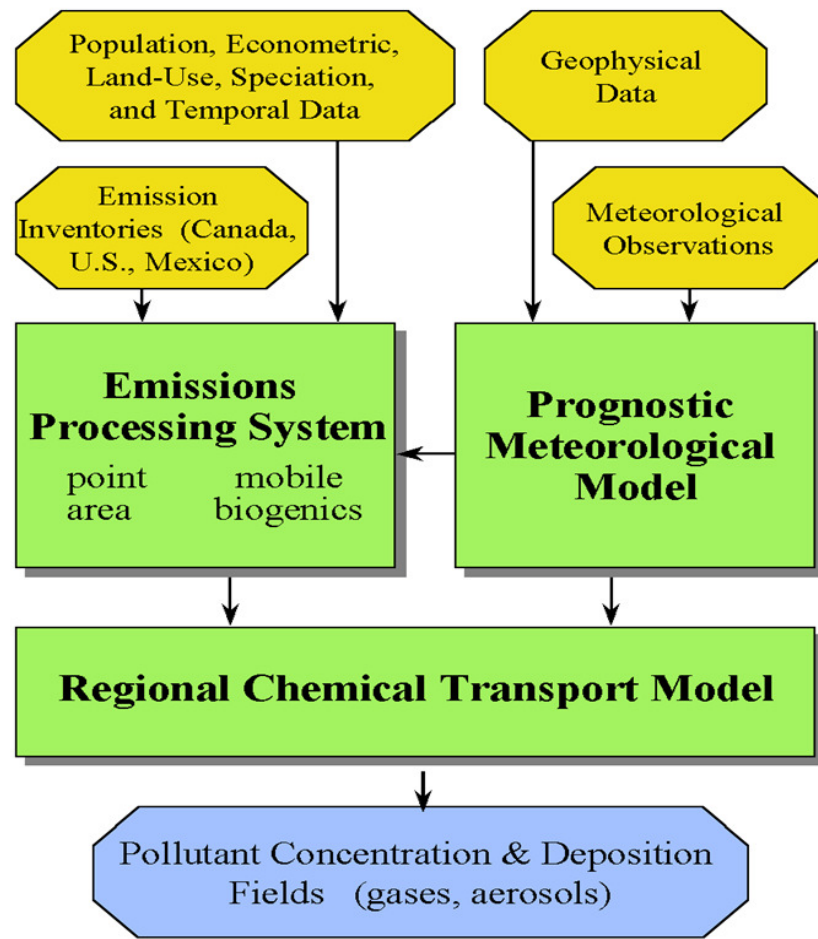 Population, Econometric,
Land-Use, Speciation,
and Temporal Data
Geophysical
Data
Emission
Inventories (Canada,
U.S., Mexico)
Meteorological
Observations
Emissions
Processing System
point mobile
area biogenics
Prognostic
Meteorological
Model
Regional Chemical Transport Model
Pollutant Concentration & Deposition
Fields (gases, aerosols)